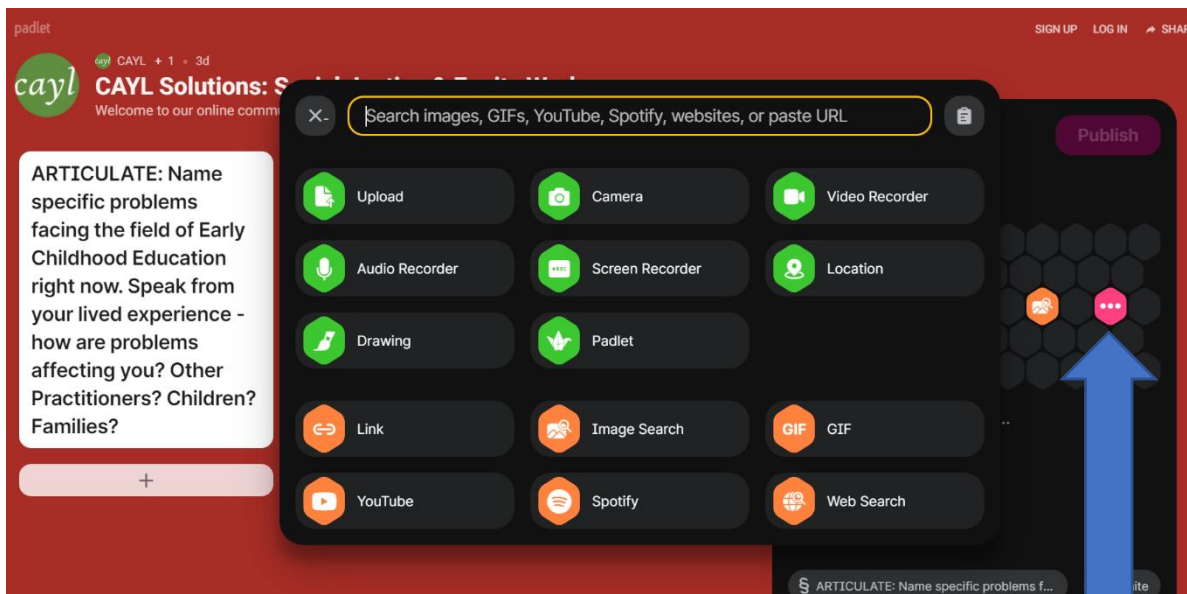 padlet
SIGN UP LOG IN SHAR
cayl
cayl CAYL + 1 • 3d
CAYL Solutions: S
Welcome to our online comm
Search images, GIFs, YouTube, Spotify, websites, or paste URL
Publish
ARTICULATE: Name
specific problems
facing the field of Early
Childhood Education
right now. Speak from
your lived experience -
how are problems
affecting you? Other
Practitioners? Children?
Families?
+
Upload
Camera
Video Recorder
Audio Recorder
REC
Screen Recorder
Location
Drawing
Padlet
Link
Image Search
GIF GIF
YouTube
Spotify
Web Search
§ ARTICULATE: Name specific problems f...
ite